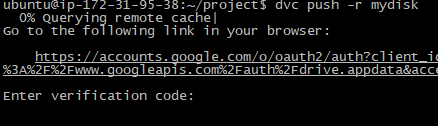 ubuntu@ip-172-31-95-38:~/project$ dvc push -r mydisk
0% Querying remote cache|
Go to the following link in your browser:
https://accounts.google.com/o/oauth2/auth?client_i
%3A%2F%2Fwww.googleapis.com%2Fauth%2Fdrive.appdata&acce
Enter verification code: